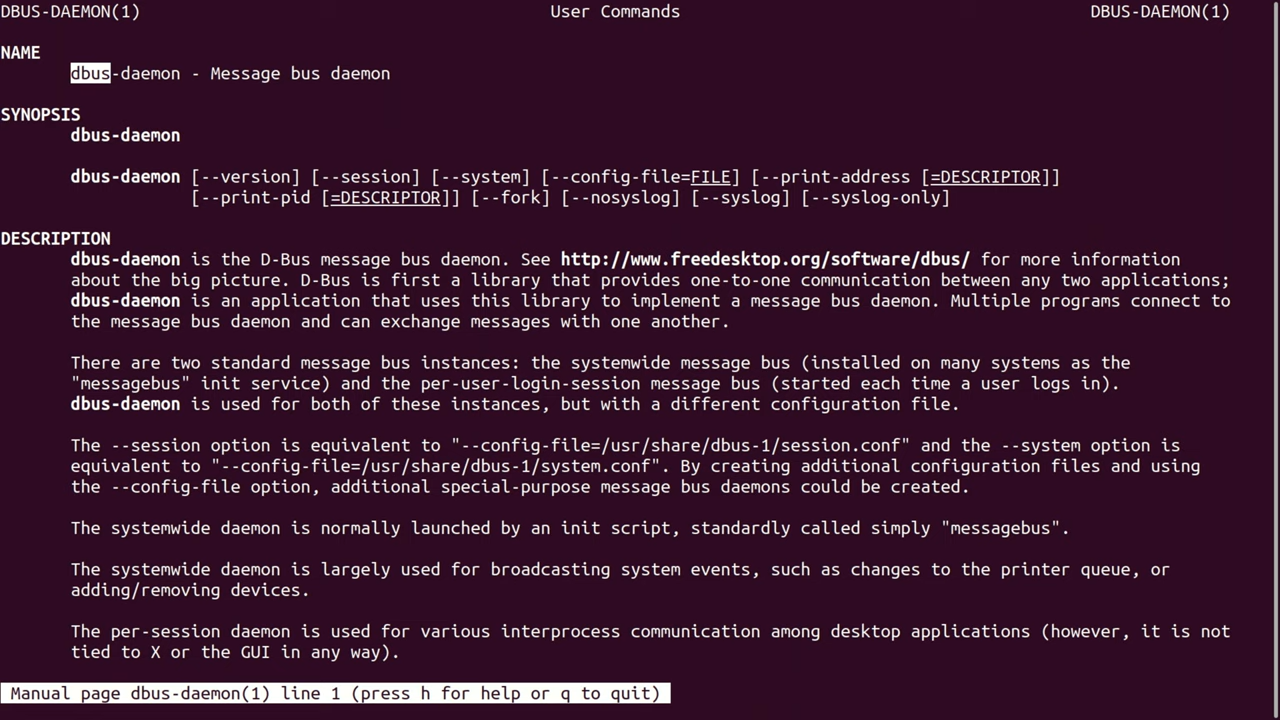 DBUS-DAEMON(1) User Commands DBUS-DAEMON(1)
NAME
dbus-daemon - Message bus daemon
SYNOPSIS
dbus-daemon
dbus-daemon [--version] [--session] [--system] [--config-file=FILE] [--print-address [=DESCRIPTOR]]
[--print-pid [=DESCRIPTOR]] [--fork] [--nosyslog] [--syslog] [--syslog-only]
DESCRIPTION
dbus-daemon is the D-Bus message bus daemon. See http://www.freedesktop.org/software/dbus/ for more information
about the big picture. D-Bus is first a library that provides one-to-one communication between any two applications;
dbus-daemon is an application that uses this library to implement a message bus daemon. Multiple programs connect to
the message bus daemon and can exchange messages with one another.
There are two standard message bus instances: the systemwide message bus (installed on many systems as the
"messagebus" init service) and the per-user-login-session message bus (started each time a user logs in).
dbus-daemon is used for both of these instances, but with a different configuration file.
The --session option is equivalent to "--config-file=/usr/share/dbus-1/session.conf" and the --system option is
equivalent to "--config-file=/usr/share/dbus-1/system.conf". By creating additional configuration files and using
the --config-file option, additional special-purpose message bus daemons could be created.
The systemwide daemon is normally launched by an init script, standardly called simply "messagebus".
The systemwide daemon is largely used for broadcasting system events, such as changes to the printer queue, or
adding/removing devices.
The per-session daemon is used for various interprocess communication among desktop applications (however, it is not
tied to X or the GUI in any way).
Manual page dbus-daemon(1) line 1 (press h for help or q to quit)